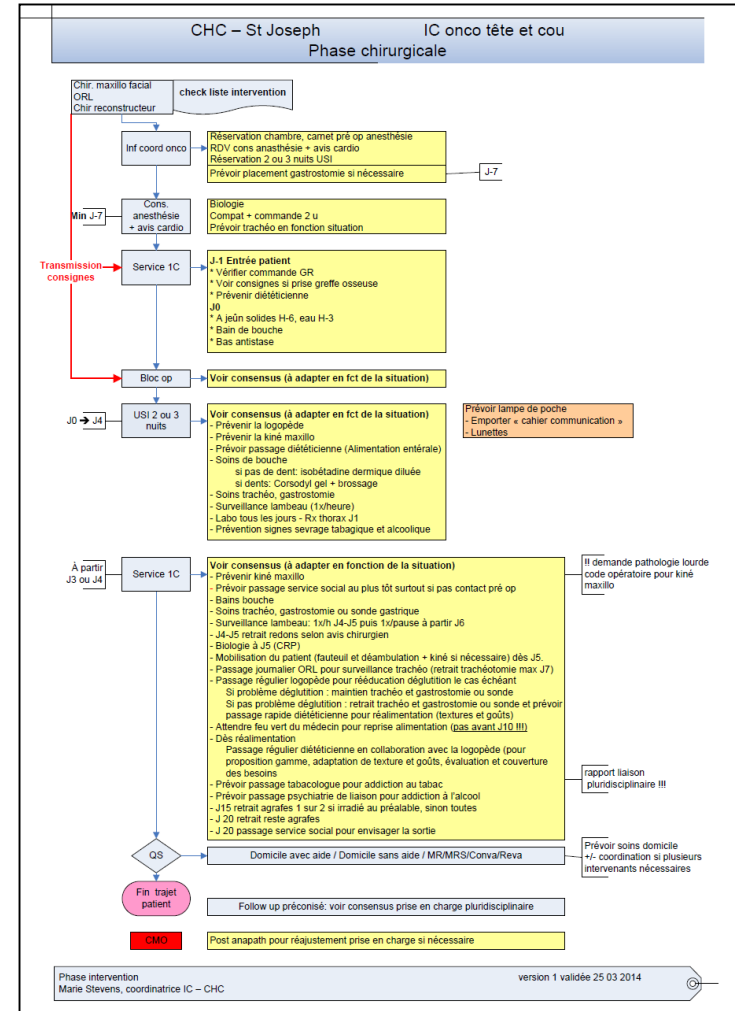 CHC – St Joseph IC onco tête et cou
Phase chirurgicale
Chir. maxillo facial
ORL
Chir reconstructeur
check liste intervention
Inf coord onco
Réservation chambre, carnet pré op anesthésie
RDV cons anasthésie + avis cardio
Réservation 2 ou 3 nuits USI
Prévoir placement gastrostomie si nécessaire
J-7
Min J-7
Cons.
anesthésie
+ avis cardio
Biologie
Compat + commande 2 u
Prévoir trachéo en fonction situation
Transmission
consignes
Service 1C
J-1 Entrée patient
* Vérifier commande GR
* Voir consignes si prise greffe osseuse
* Prévenir diététicienne
J0
* A jeûn solides H-6, eau H-3
* Bain de bouche
* Bas antistase
Bloc op
Voir consensus (à adapter en fct de la situation)
J0 → J4
USI 2 ou 3
nuits
Voir consensus (à adapter en fct de la situation)
- Prévenir la logopède
- Prévenir la kiné maxillo
- Prévoir passage diététicienne (Alimentation entérale)
- Soins de bouche
si pas de dent: isobétadine dermique diluée
si dents: Corsodyl gel + brossage
- Soins trachéo, gastrostomie
- Surveillance lambeau (1x/heure)
- Labo tous les jours - Rx thorax J1
- Prévention signes sevrage tabagique et alcoolique
Prévoir lampe de poche
- Emporter « cahier communication »
- Lunettes
À partir
J3 ou J4
Service 1C
Voir consensus (à adapter en fonction de la situation)
- Prévenir kiné maxillo
- Prévoir passage service social au plus tôt surtout si pas contact pré op
- Bains bouche
- Soins trachéo, gastrostomie ou sonde gastrique
- Surveillance lambeau: 1x/h J4-J5 puis 1x/pause à partir J6
- J4-J5 retrait redons selon avis chirurgien
- Biologie à J5 (CRP)
- Mobilisation du patient (fauteuil et déambulation + kiné si nécessaire) dès J5.
- Passage journalier ORL pour surveillance trachéo (retrait trachéotomie max J7)
- Passage régulier logopède pour rééducation déglutition le cas échéant
Si problème déglutition : maintien trachéo et gastrostomie ou sonde
Si pas problème déglutition : retrait trachéo et gastrostomie ou sonde et prévoir
passage rapide diététicienne pour réalimentation (textures et goûts)
- Attendre feu vert du médecin pour reprise alimentation (pas avant J10 !!!)
- Dès réalimentation
Passage régulier diététicienne en collaboration avec la logopède (pour
proposition gamme, adaptation de texture et goûts, évaluation et couverture
des besoins
- Prévoir passage tabacologue pour addiction au tabac
- Prévoir passage psychiatrie de liaison pour addiction à l'alcool
- J15 retrait agrafes 1 sur 2 si irradié au préalable, sinon toutes
- J 20 retrait reste agrafes
- J 20 passage service social pour envisager la sortie
!! demande pathologie lourde
code opératoire pour kiné
maxillo
rapport liaison
pluridisciplinaire !!!
QS
Domicile avec aide / Domicile sans aide / MR/MRS/Conva/Reva
Prévoir soins domicile
+/- coordination si plusieurs
intervenants nécessaires
Fin trajet
patient
Follow up préconisé: voir consensus prise en charge pluridisciplinaire
CMO
Post anapath pour réajustement prise en charge si nécessaire
Phase intervention
Marie Stevens, coordinatrice IC – CHC
version 1 validée 25 03 2014